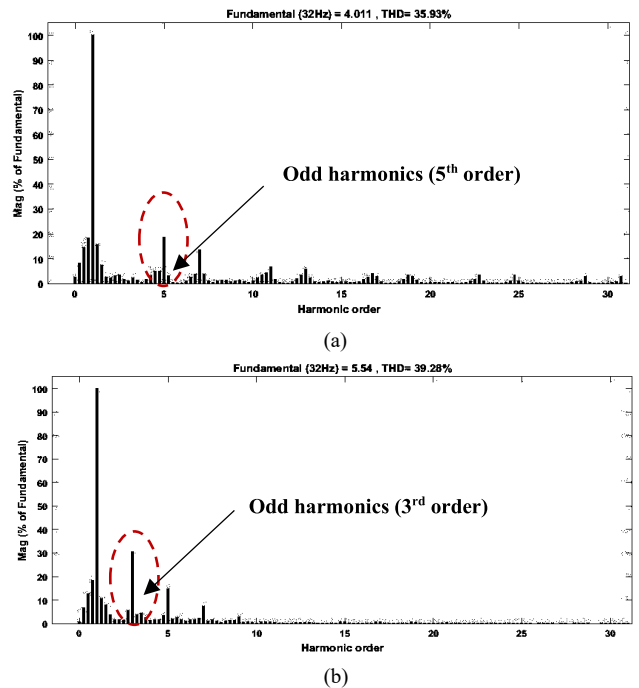 Fundamental (32Hz) = 4.011 , THD= 35.93%
100
90
80
70
60
50
40
30
20
10
0
Mag (% of Fundamental)
Odd harmonics (5th order)
0 5 10 15 20 25 30
Harmonic order
(a)
Fundamental (32Hz) = 5.54 , THD= 39.28%
100
90
80
70
60
50
40
30
20
10
0
Mag (% of Fundamental)
Odd harmonics (3rd order)
0 5 10 15 20 25 30
Harmonic order
(b)